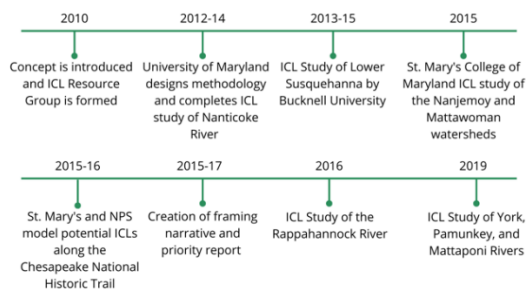 2010
2012-14
2013-15
2015
Concept is introduced
and ICL Resource
Group is formed
University of Maryland
designs methodology
and completes ICL
study of Nanticoke
River
ICL Study of Lower
Susquehanna by
Bucknell University
St. Mary's College of
Maryland ICL study of
the Nanjemoy and
Mattawoman
watersheds
2015-16
2015-17
2016
2019
St. Mary's and NPS
model potential ICLs
along the
Chesapeake National
Historic Trail
Creation of framing
narrative and
priority report
ICL Study of the
Rappahannock River
ICL Study of York,
Pamunkey, and
Mattaponi Rivers